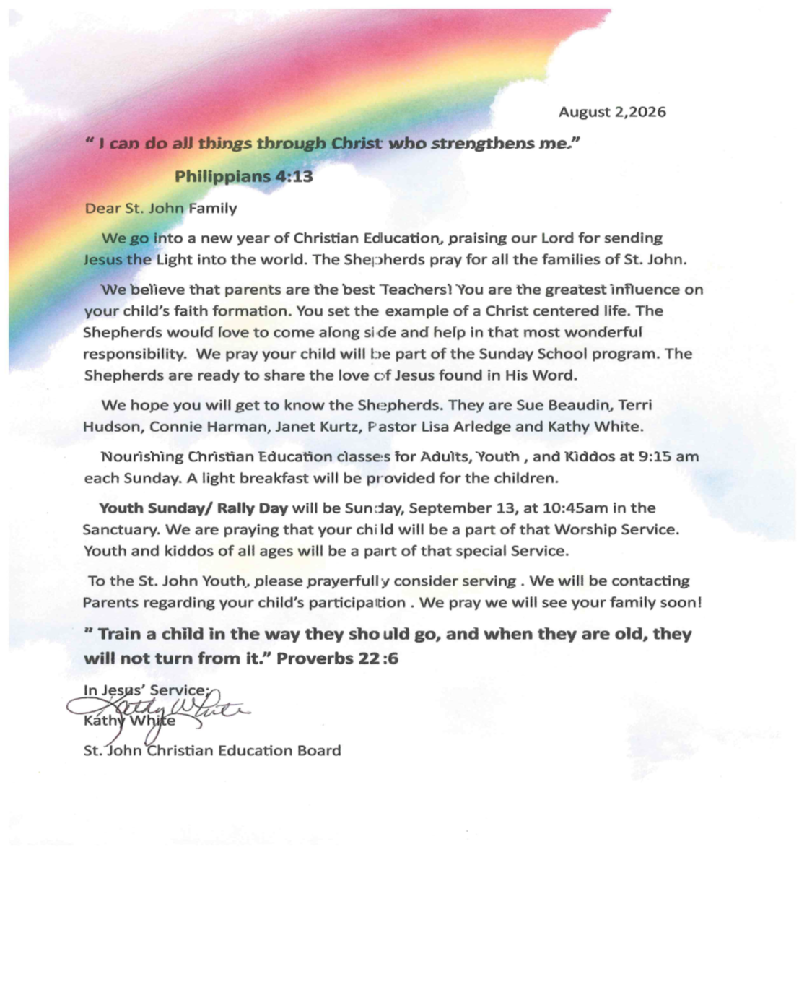 August 2,2026
“ I can do all things through Christ who strengthens me.”
Philippians 4:13
Dear St. John Family
We go into a new year of Christian Education, praising our Lord for sending
Jesus the Light into the world. The Shepherds pray for all the families of St. John.
We believe that parents are the best Teachers! You are the greatest influence on
your child’s faith formation. You set the example of a Christ centered life. The
Shepherds would love to come along side and help in that most wonderful
responsibility. We pray your child will be part of the Sunday School program. The
Shepherds are ready to share the love of Jesus found in His Word.
We hope you will get to know the Shepherds. They are Sue Beaudin, Terri
Hudson, Connie Harman, Janet Kurtz, Pastor Lisa Arledge and Kathy White.
Nourishing Christian Education classes for Adults, Youth , and Kiddos at 9:15 am
each Sunday. A light breakfast will be provided for the children.
Youth Sunday/ Rally Day will be Sunday, September 13, at 10:45am in the
Sanctuary. We are praying that your child will be a part of that Worship Service.
Youth and kiddos of all ages will be a part of that special Service.
To the St. John Youth, please prayerfully consider serving . We will be contacting
Parents regarding your child’s participation . We pray we will see your family soon!
” Train a child in the way they should go, and when they are old, they
will not turn from it.” Proverbs 22:6
In Jesus’ Service;
Kathy White
Kathy White
St. John Christian Education Board